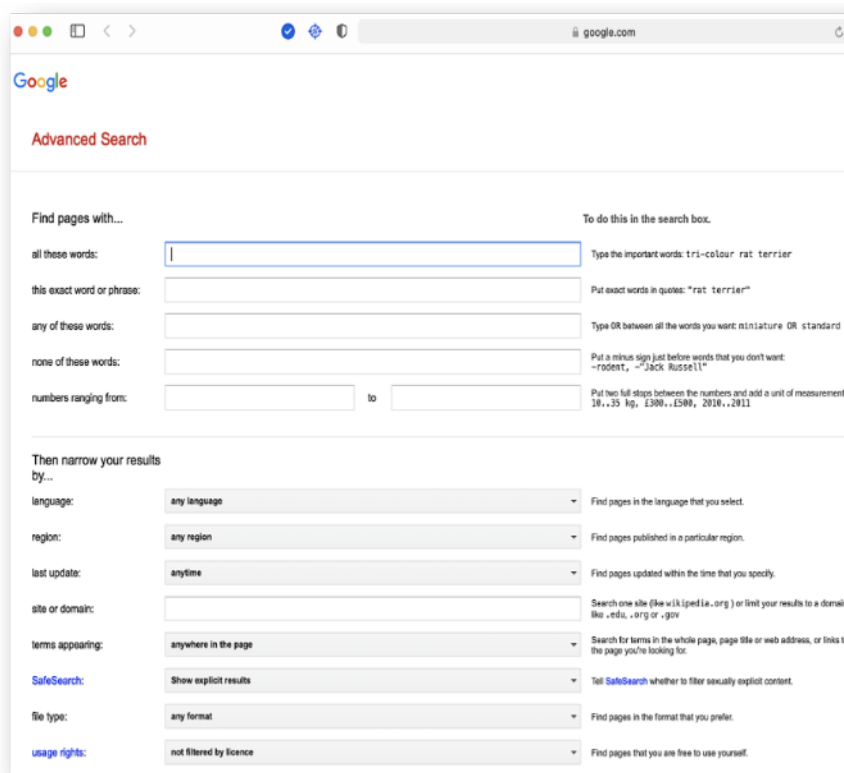 google.com
Google
Advanced Search
Find pages with...
To do this in the search box.
all these words:
Type the important words: tri-colour rat terrier
this exact word or phrase:
Put exact words in quotes: "rat terrier"
any of these words:
Type OR between all the words you want: miniature OR standard
none of these words:
Put a minus sign just before words that you don't want:
-rodent, -"Jack Russell"
numbers ranging from:
to
Put two full stops between the numbers and add a unit of measurement
10..35 kg, £300..£500, 2010..2011
Then narrow your results
by...
language:
any language
Find pages in the language that you select.
region:
any region
Find pages published in a particular region.
last update:
anytime
Find pages updated within the time that you specify.
site or domain:
Search one site (like wikipedia.org ) or limit your results to a domain
like .edu, .org or .gov
terms appearing:
anywhere in the page
Search for terms in the whole page, page title or web address, or links
the page you're looking for.
SafeSearch:
Show explicit results
Tell SafeSearch whether to filter sexually explicit content.
file type:
any format
Find pages in the format that you prefer.
usage rights:
not filtered by licence
Find pages that you are free to use yourself.